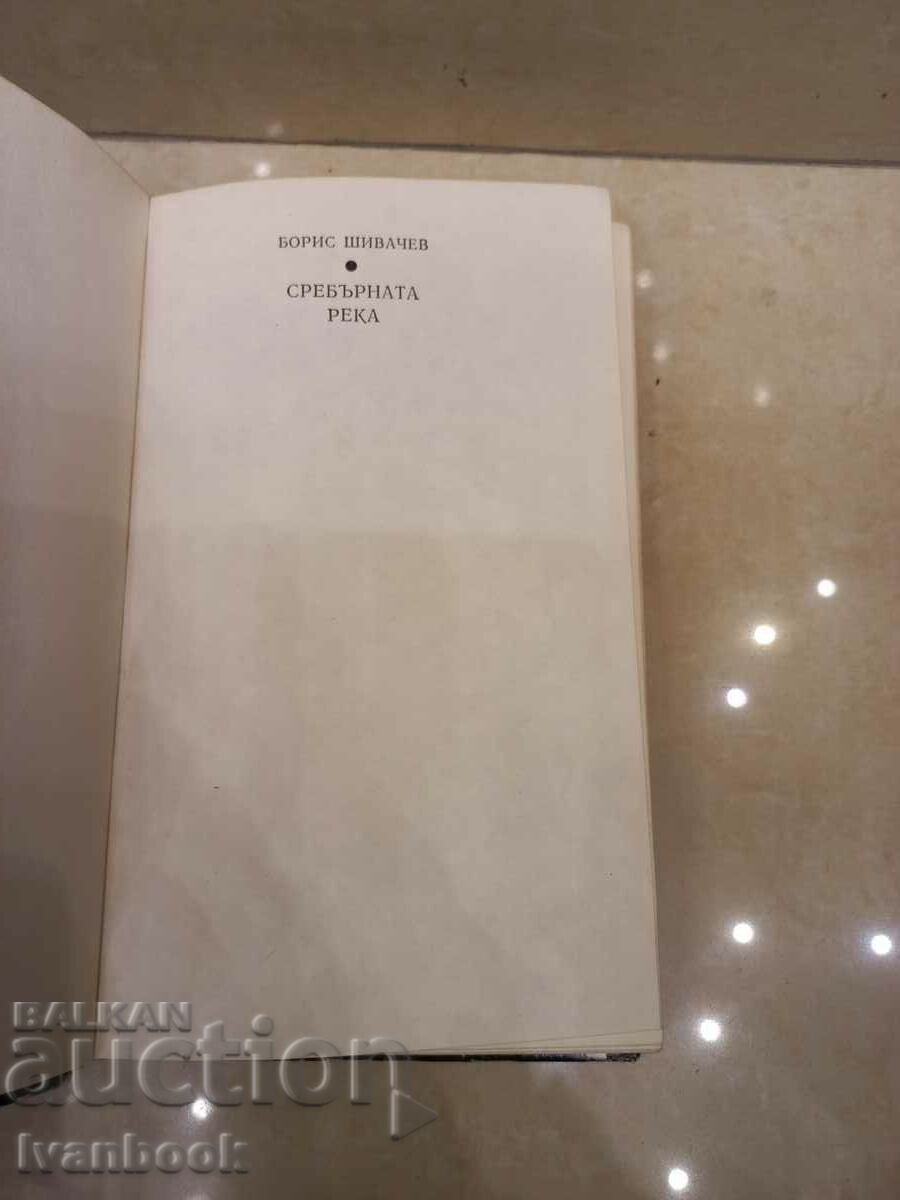 БОРИС ШИВАЧЕВ
СРЕБЪРНАТА
РЕКА
BALKAN
auction
Ivanbook